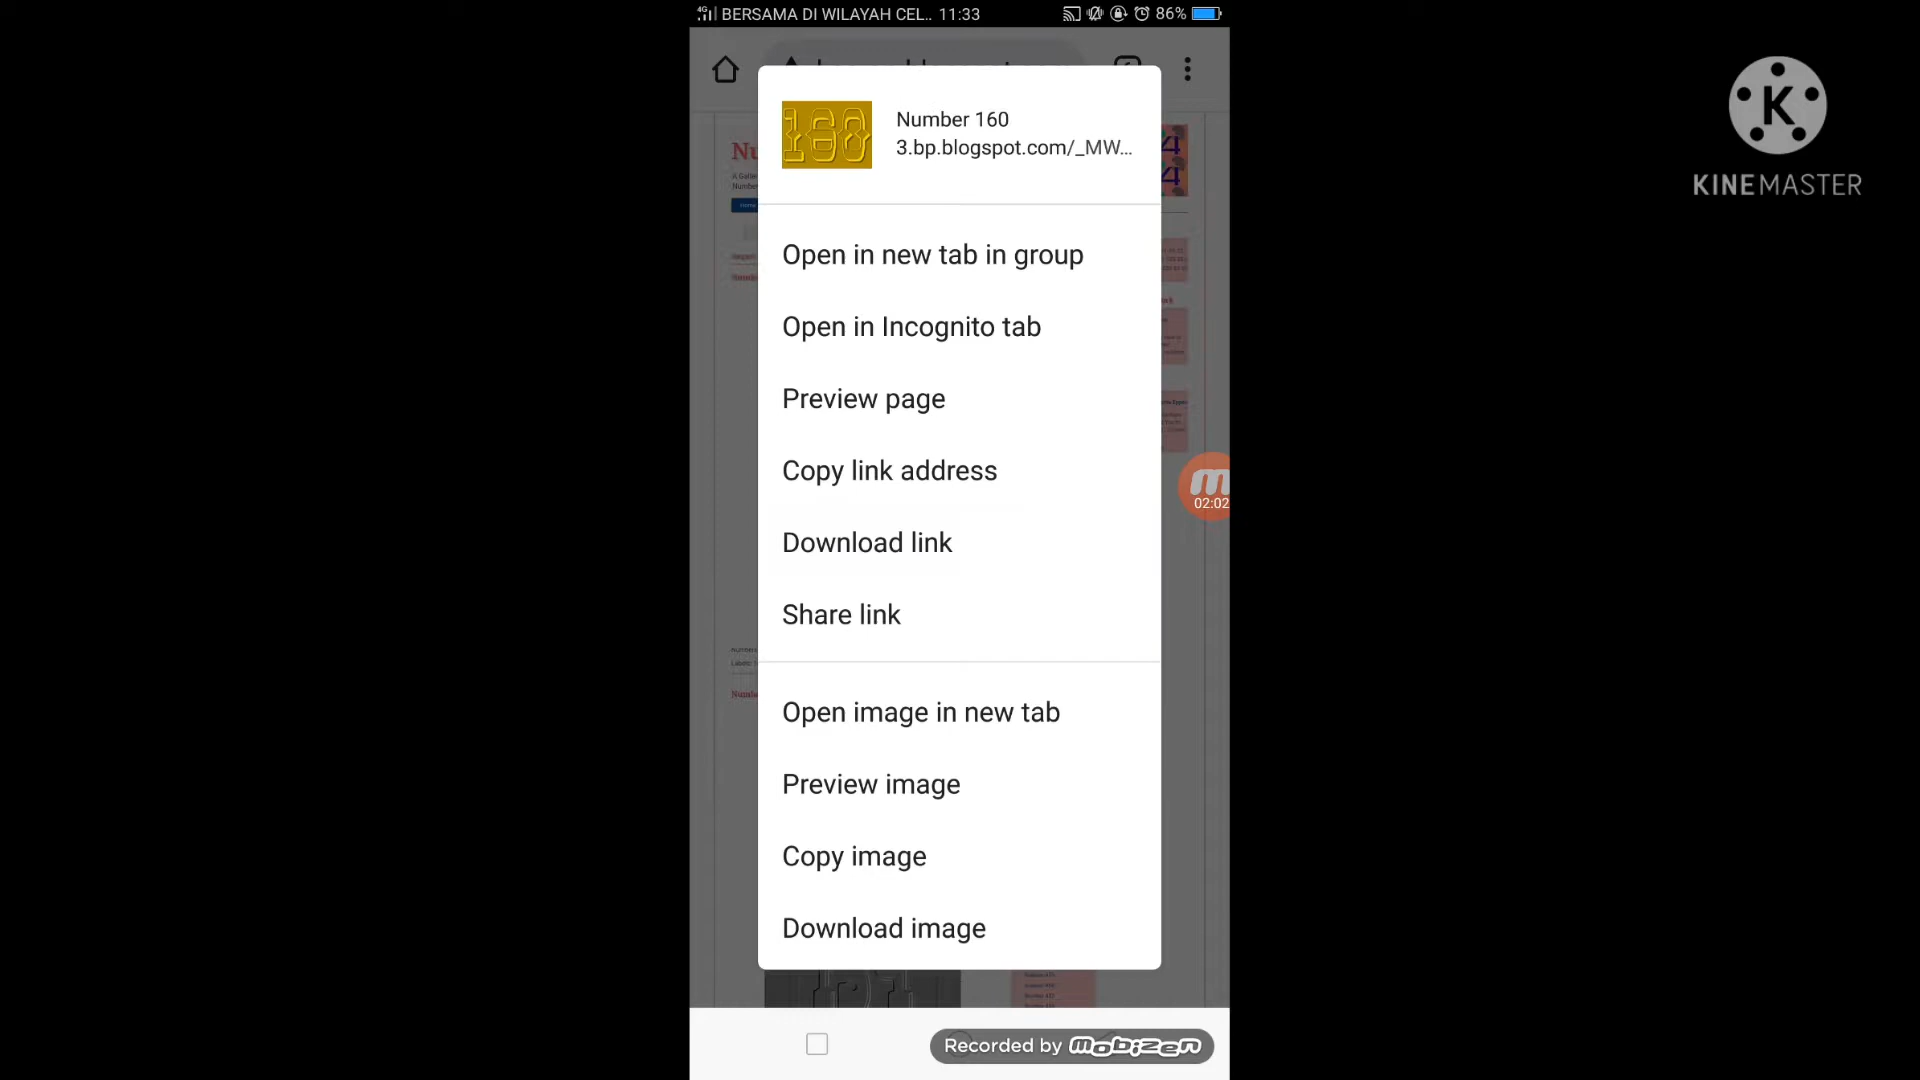 4G BERSAMA DI WILAYAH CEL.. 11:33 86%
KINEMASTER
160
Number 160
3.bp.blogspot.com/_MW...
Open in new tab in group
Open in Incognito tab
Preview page
Copy link address
Download link
Share link
Open image in new tab
Preview image
Copy image
Download image
02:02
Recorded by mobizen